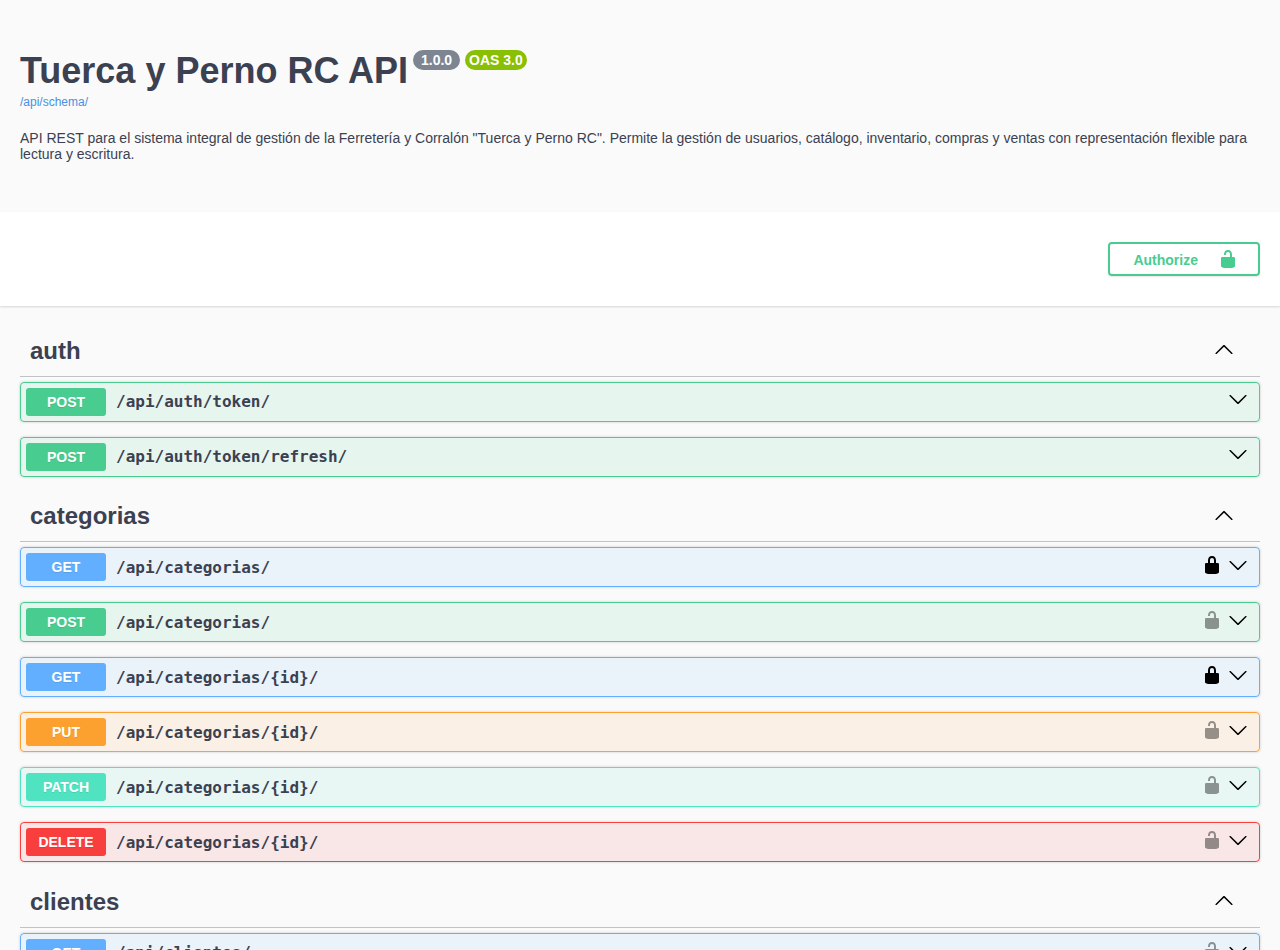 Tuerca y Perno RC API 1.0.0 OAS 3.0
/api/schema/
API REST para el sistema integral de gestión de la Ferretería y Corralón "Tuerca y Perno RC". Permite la gestión de usuarios, catálogo, inventario, compras y ventas con representación flexible para
lectura y escritura.
Authorize
auth
POST /api/auth/token/
POST /api/auth/token/refresh/
categorias
GET /api/categorias/
POST /api/categorias/
GET /api/categorias/{id}/
PUT /api/categorias/{id}/
PATCH /api/categorias/{id}/
DELETE /api/categorias/{id}/
clientes
GET /api/clientes/